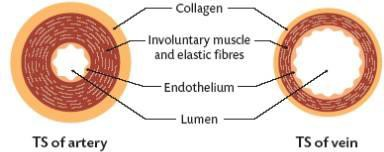 Collagen
Involuntary muscle
and elastic fibres
Endothelium
Lumen
TS of artery
TS of vein